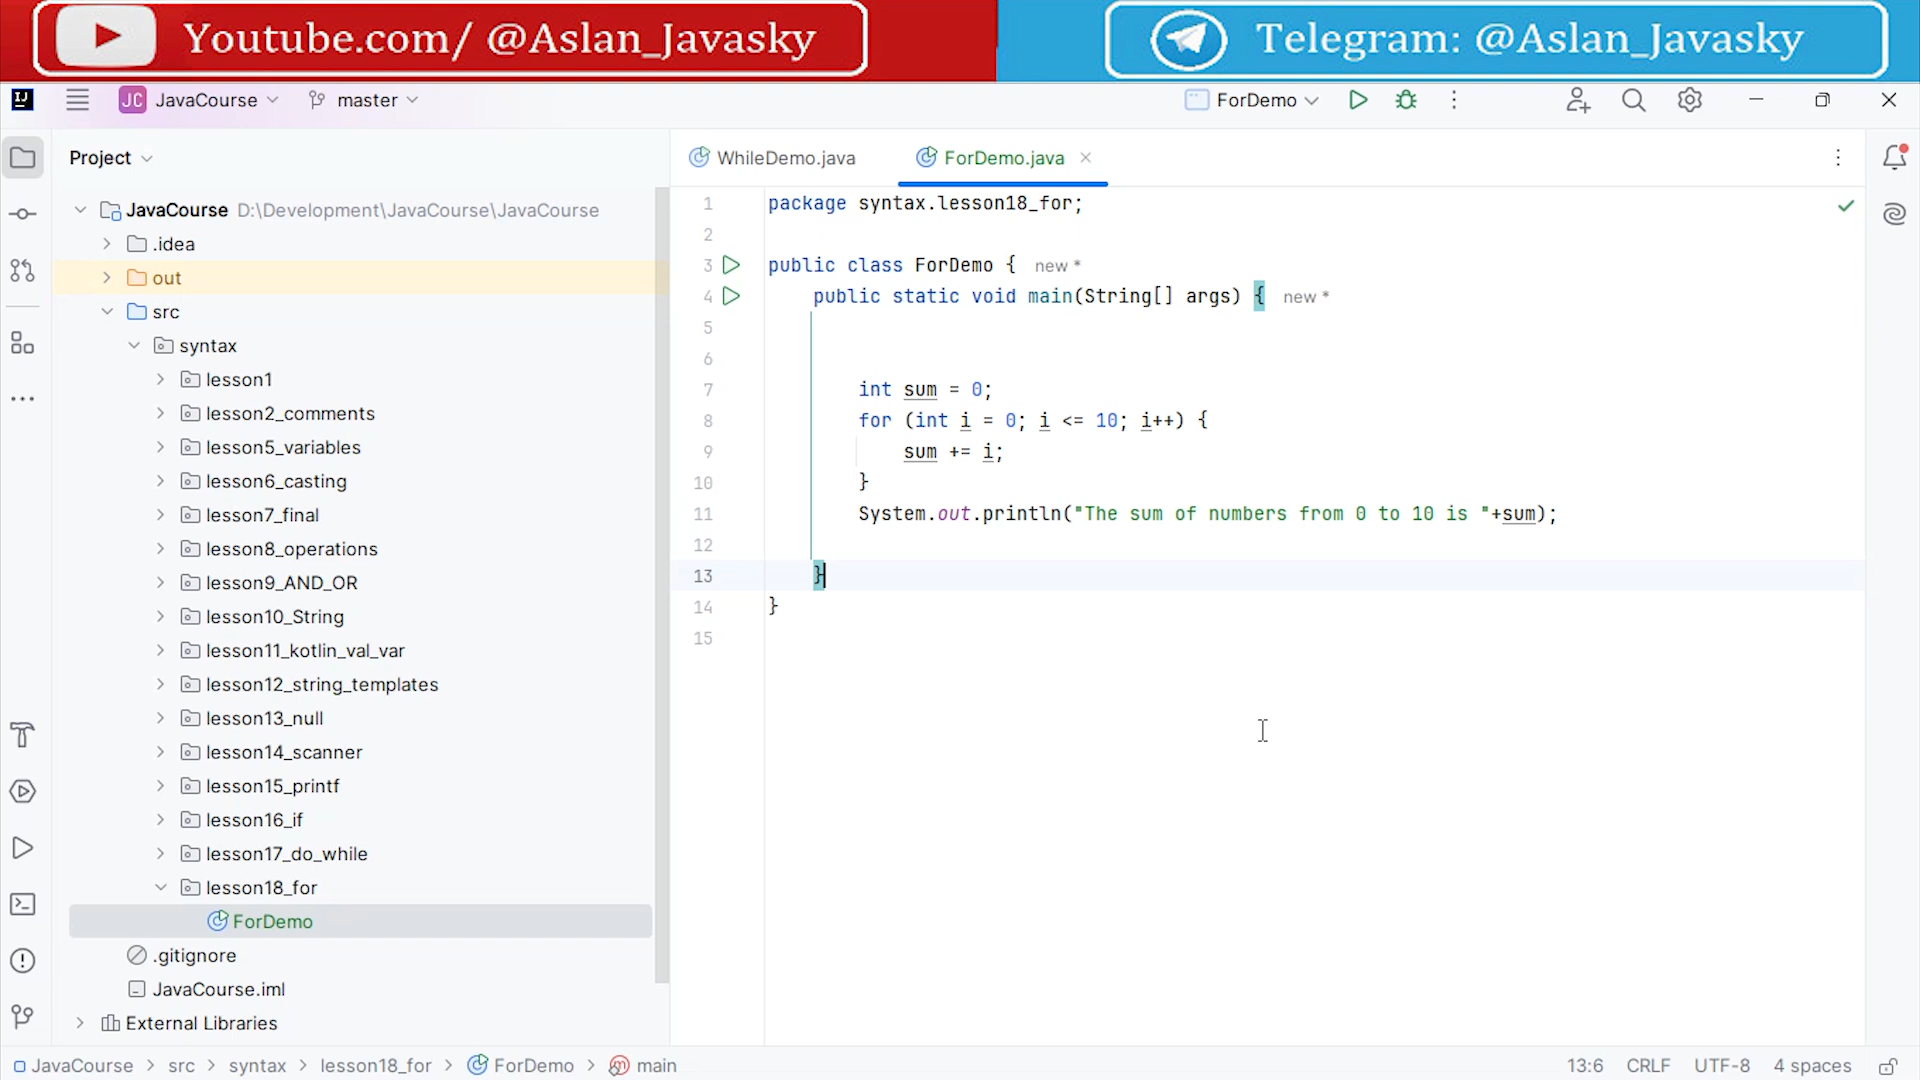 Youtube.com/ @Aslan_Javasky
Telegram: @Aslan_Javasky
JC JavaCourse master ForDemo
Project
JavaCourse D:\Development\JavaCourse\JavaCourse
.idea
out
src
syntax
lesson1
lesson2_comments
lesson5_variables
lesson6_casting
lesson7_final
lesson8_operations
lesson9_AND_OR
lesson10_String
lesson11_kotlin_val_var
lesson12_string_templates
lesson13_null
lesson14_scanner
lesson15_printf
lesson16_if
lesson17_do_while
lesson18_for
ForDemo
.gitignore
JavaCourse.iml
External Libraries
WhileDemo.java ForDemo.java
1 package syntax.lesson18_for;
2
3 public class ForDemo { new *
4 public static void main(String[] args) { new *
5
6
7 int sum = 0;
8 for (int i = 0; i <= 10; i++) {
9 sum += i;
10 }
11 System.out.println("The sum of numbers from 0 to 10 is "+sum);
12
13 }
14 }
15
JavaCourse > src > syntax > lesson18_for > ForDemo > main
13:6 CRLF UTF-8 4 spaces